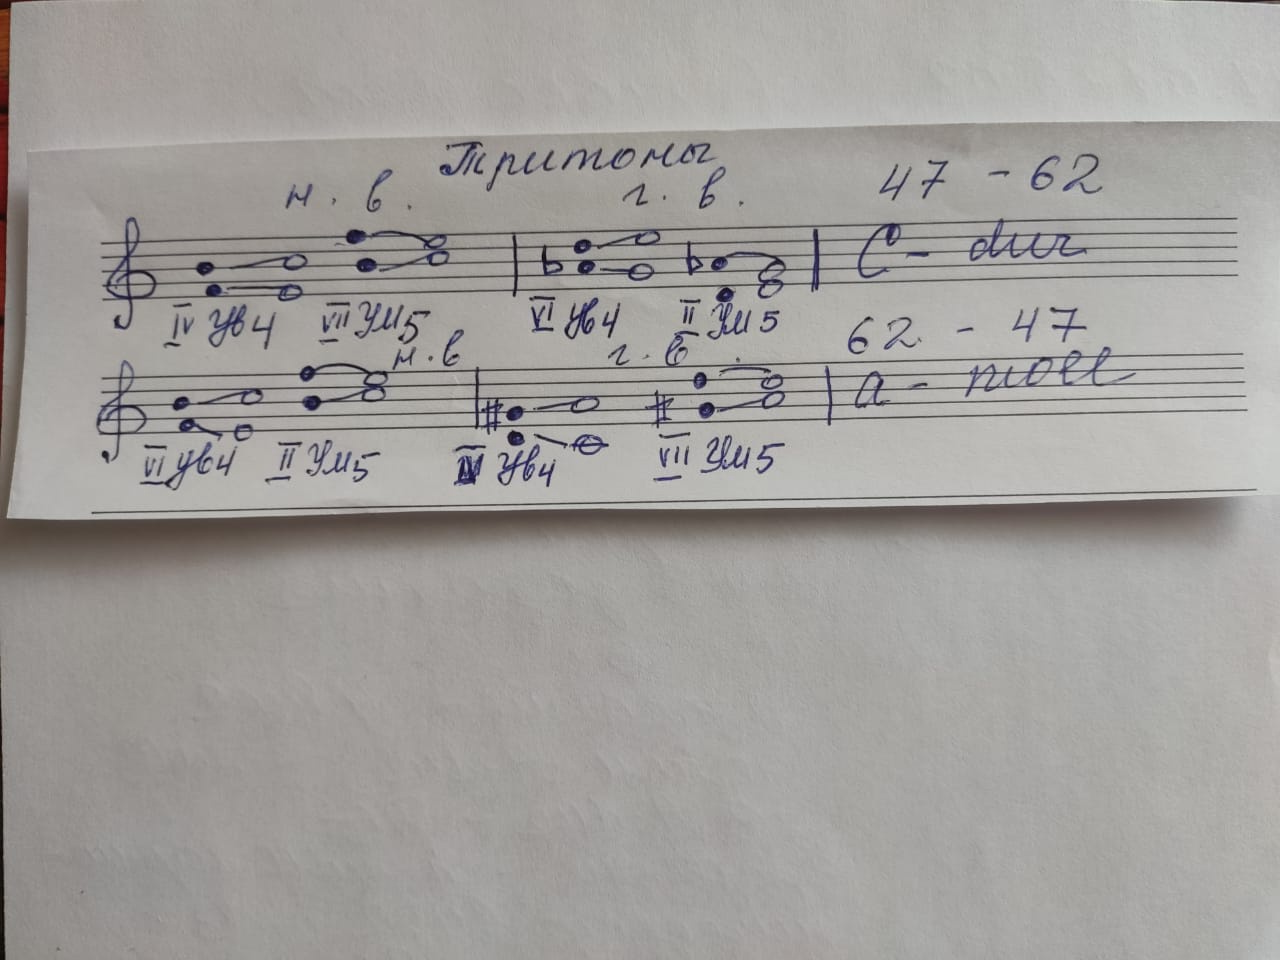 Тритоны
н. в. г. в. 47 - 62
♭ ♭ C- dur
IV Ув4 VII Ум5 VI Ув4 II Ум5
н.в г.в. 62 - 47
# # a- moll
VI Ув4 II Ум5 IV Ув4 VII Ум5